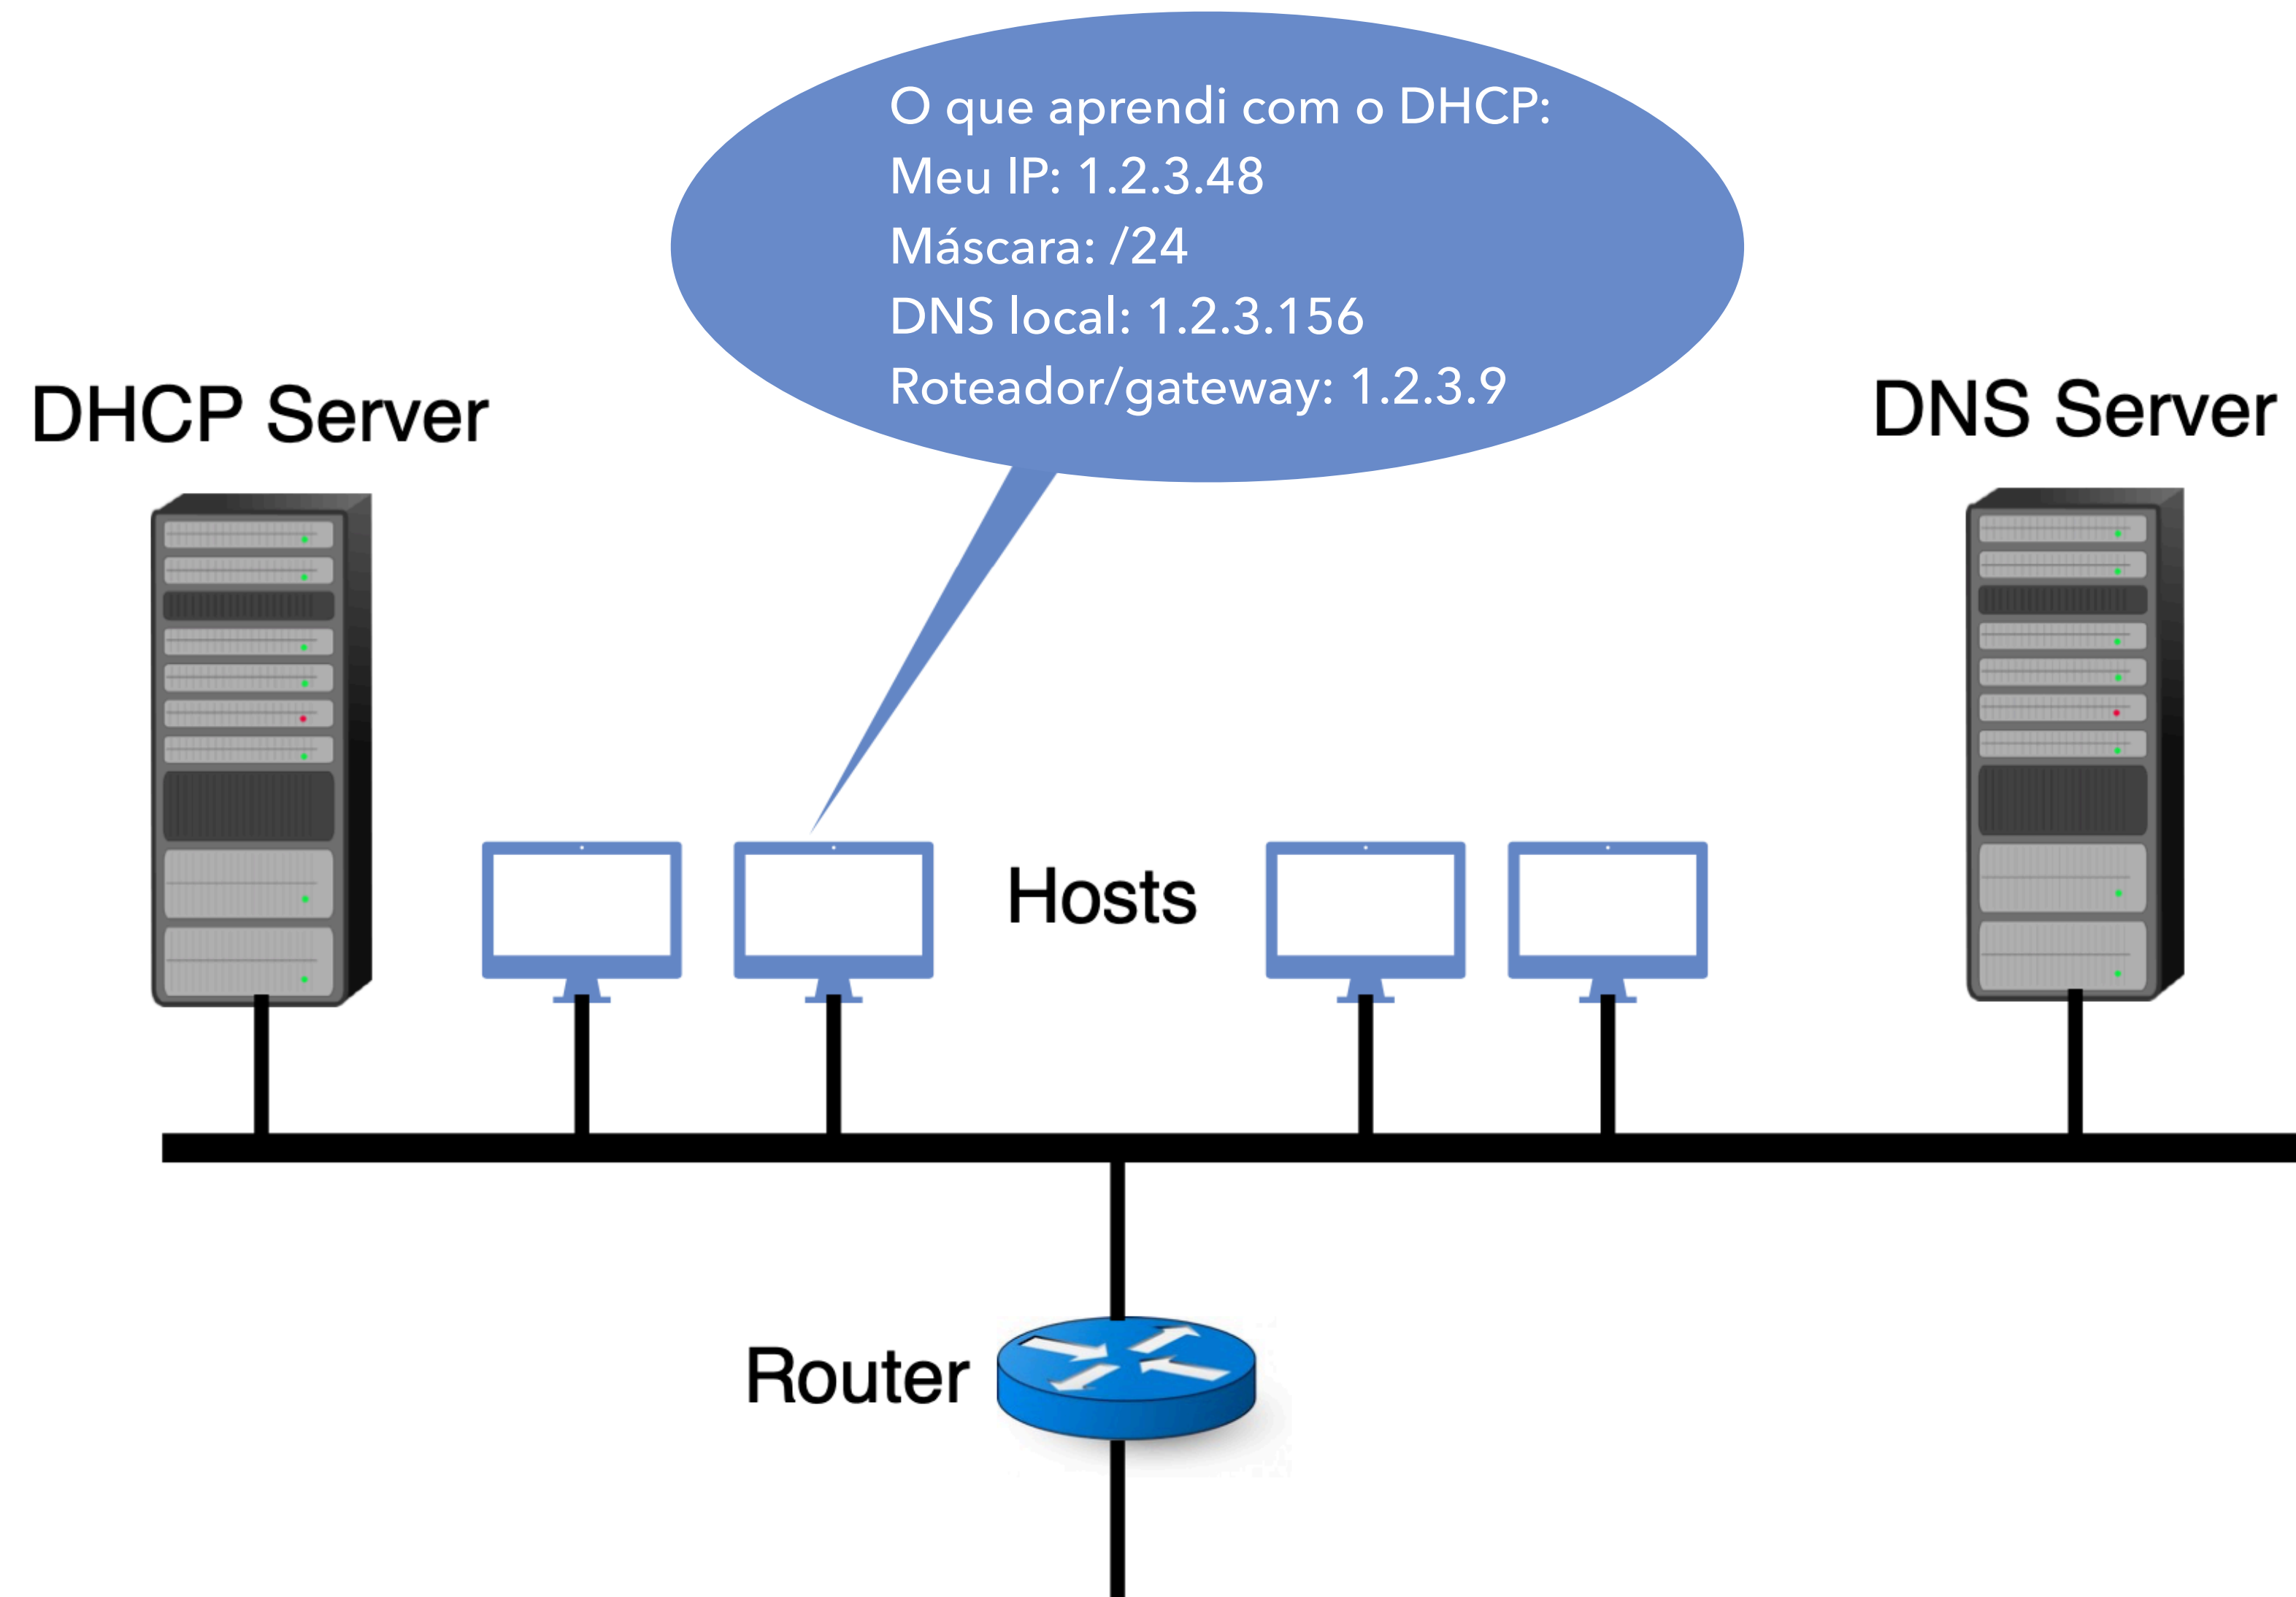 O que aprendi com o DHCP:
Meu IP: 1.2.3.48
Máscara: /24
DNS local: 1.2.3.156
Roteador/gateway: 1.2.3.9
DHCP Server
DNS Server
Hosts
Router